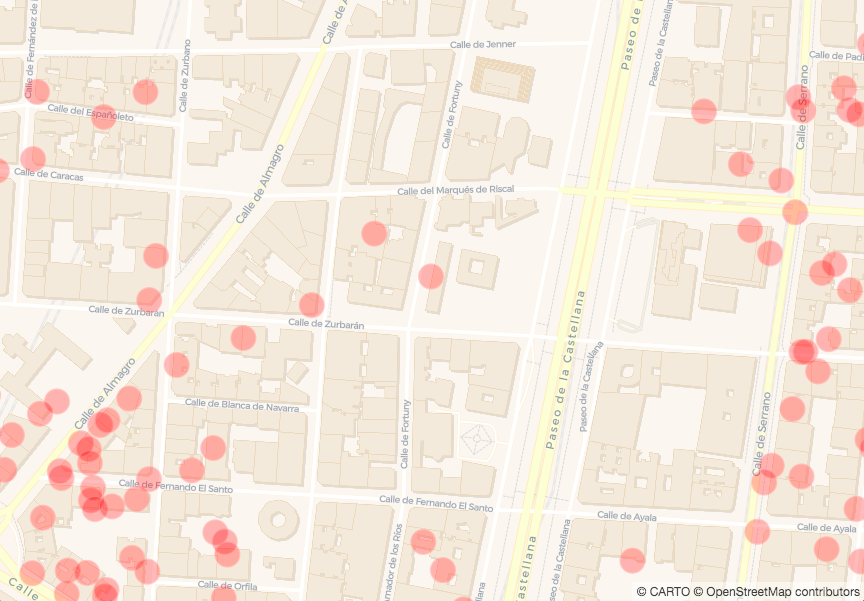 Calle de Jenner
Calle de Zurbano
Calle de Fortuny
Paseo de la Castellana
Calle de Serrano
Calle del Españoleto
Calle de Caracas
Calle de Almagro
Calle del Marqués de Riscal
Calle de Zurbarán
Calle de Zurbarán
Calle de Almagro
Paseo de la Castellana
Paseo de la Castellana
Calle de Blanca de Navarra
Calle de Fortuny
Calle de Serrano
Calle de Fernando El Santo
Calle de Fernando El Santo
Calle de Ayala
Calle de Ayala
Calle de Orfila
© CARTO © OpenStreetMap contributors